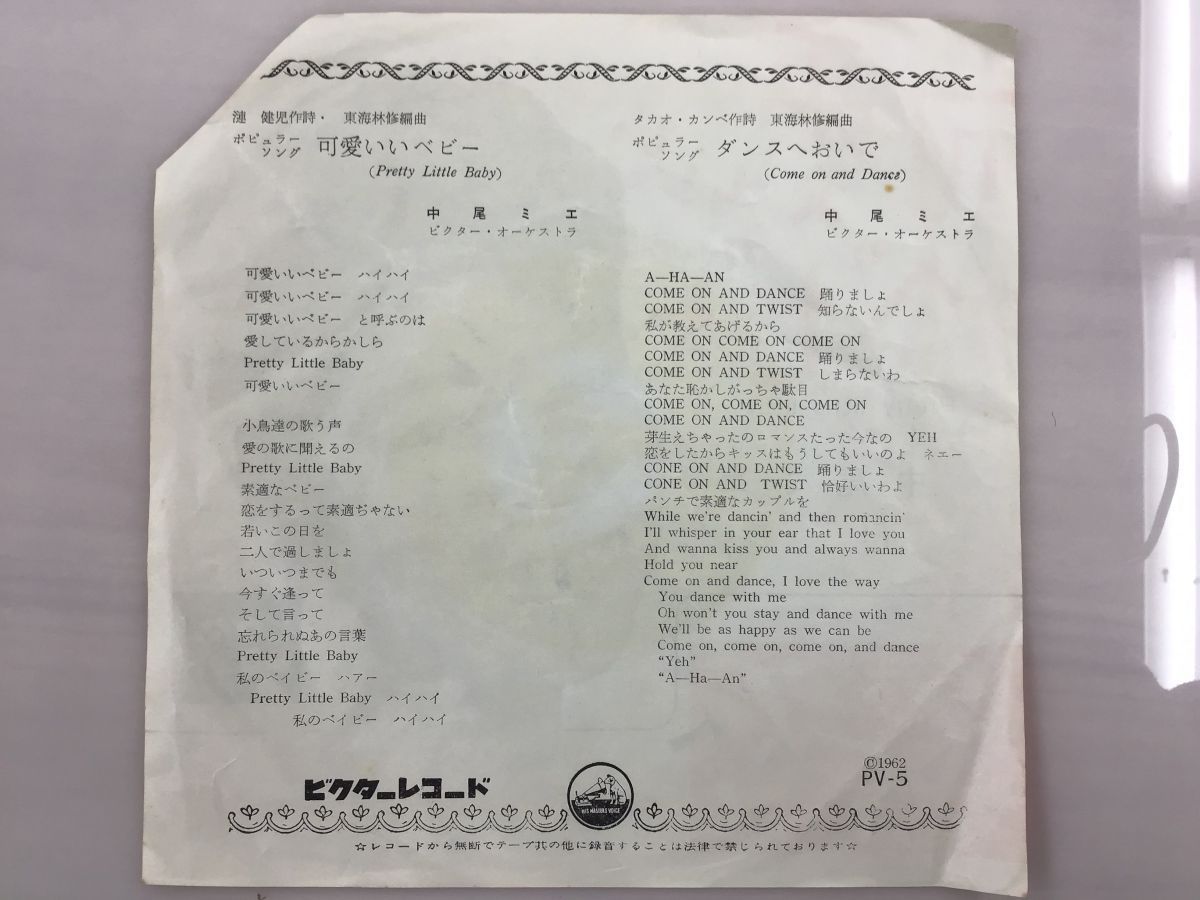 漣 健児作詩・ 東海林修編曲
ポピュラーソング 可愛いいベビー
(Pretty Little Baby)
中尾ミエ
ビクター・オーケストラ
可愛いいベビー ハイハイ
可愛いいベビー ハイハイ
可愛いいベビー と呼ぶのは
愛しているからかしら
Pretty Little Baby
可愛いいベビー
小鳥達の歌う声
愛の歌に聞えるの
Pretty Little Baby
素適なベビー
恋をするって素適ぢゃない
若いこの日を
二人で過しましょ
いついつまでも
今すぐ逢って
そして言って
忘れられぬあの言葉
Pretty Little Baby
私のベイビー ハアー
Pretty Little Baby ハイハイ
私のベイビー ハイハイ
タカオ・カンベ作詩 東海林修編曲
ポピュラーソング ダンスへおいで
(Come on and Dance)
中尾ミエ
ビクター・オーケストラ
A—HA—AN
COME ON AND DANCE 踊りましょ
COME ON AND TWIST 知らないんでしょ
私が教えてあげるから
COME ON COME ON COME ON
COME ON AND DANCE 踊りましょ
COME ON AND TWIST しまらないわ
あなた恥かしがっちゃ駄目
COME ON, COME ON, COME ON
COME ON AND DANCE
芽生えちゃったのロマンスたった今なの YEH
恋をしたからキッスはもうしてもいいのよ ネエー
CONE ON AND DANCE 踊りましょ
CONE ON AND TWIST 恰好いいわよ
パンチで素適なカップルを
While we're dancin' and then romancin'
I'll whisper in your ear that I love you
And wanna kiss you and always wanna
Hold you near
Come on and dance, I love the way
You dance with me
Oh won't you stay and dance with me
We'll be as happy as we can be
Come on, come on, come on, and dance
“Yeh”
“A—Ha—An”
ビクターレコード
HIS MASTERS VOICE
©1962
PV-5
☆レコードから無断でテープ其の他に録音することは法律で禁じられております☆